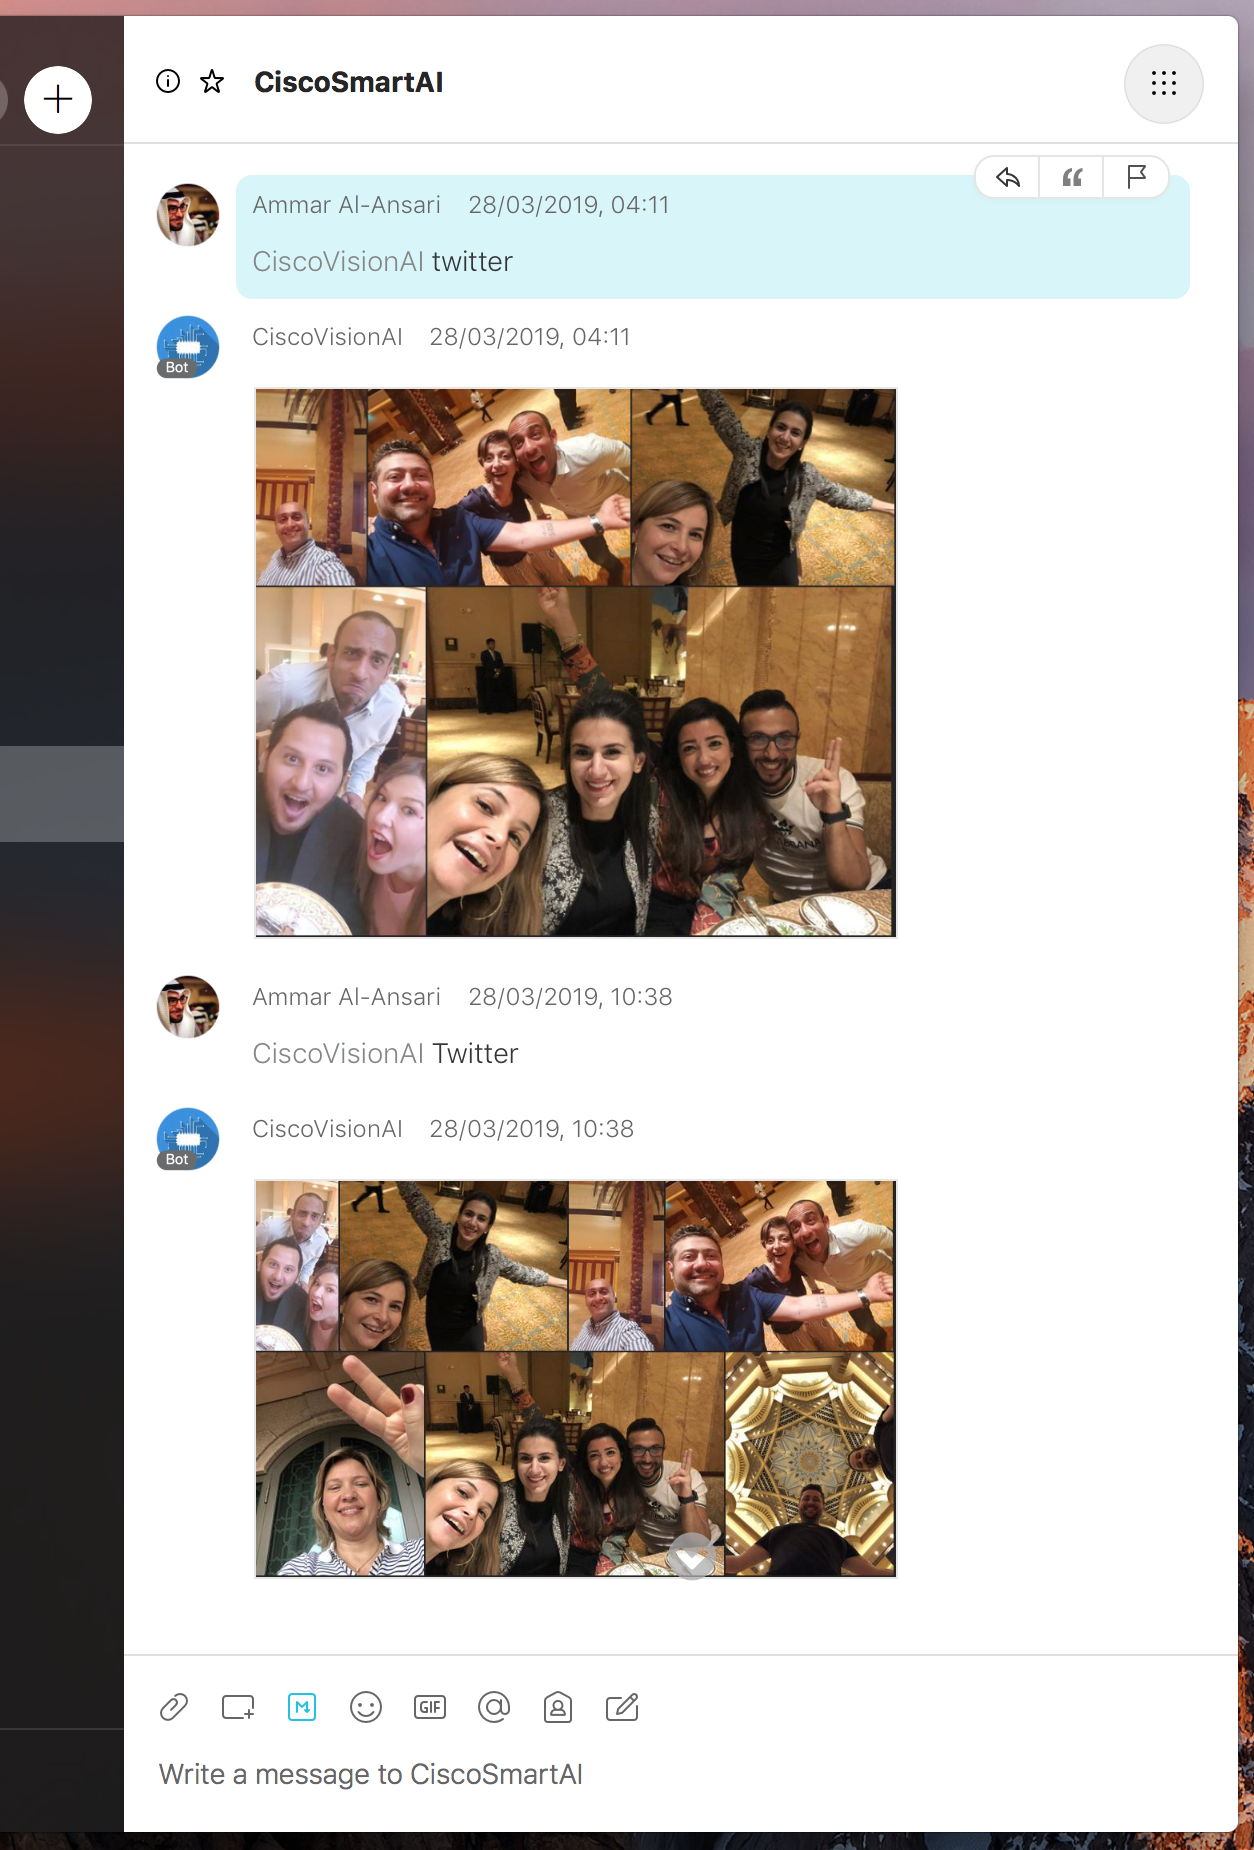 CiscoSmartAI
Ammar Al-Ansari 28/03/2019, 04:11
CiscoVisionAI twitter
CiscoVisionAI 28/03/2019, 04:11
Bot
Ammar Al-Ansari 28/03/2019, 10:38
CiscoVisionAI Twitter
CiscoVisionAI 28/03/2019, 10:38
Bot
GIF
Write a message to CiscoSmartAI